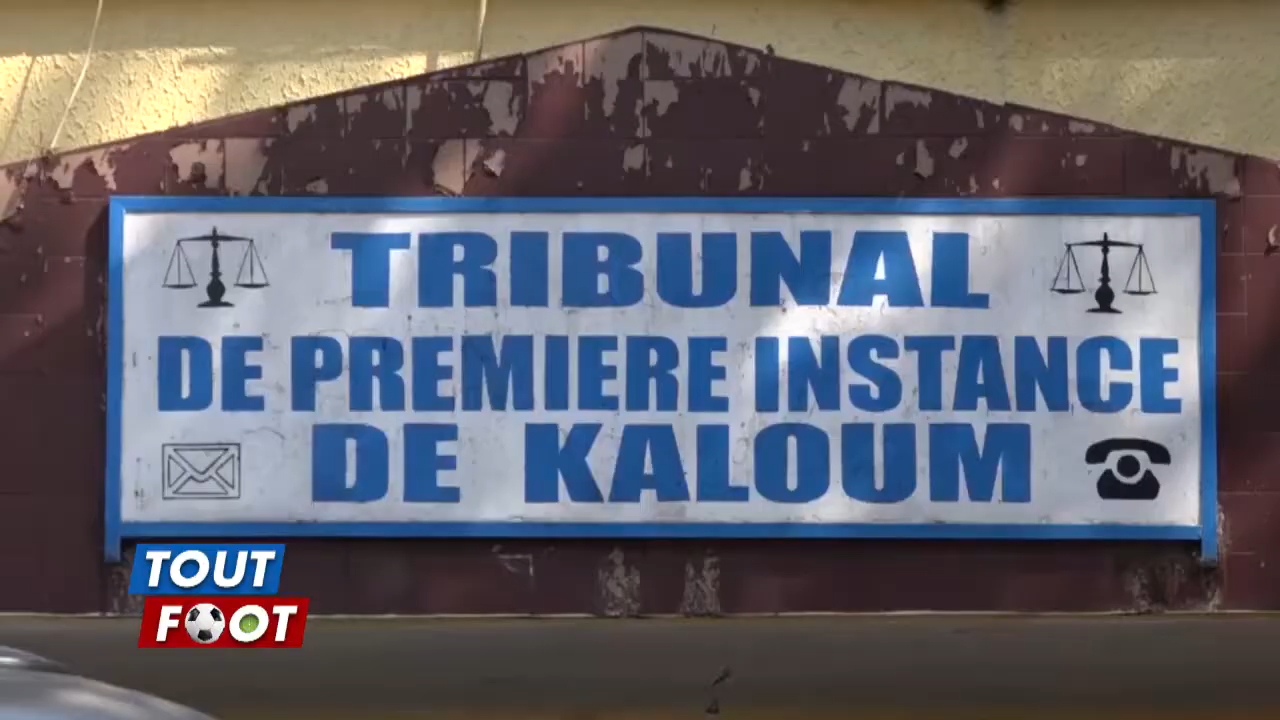 TRIBUNAL
DE PREMIERE INSTANCE
DE KALOUM
TOUT
FOOT